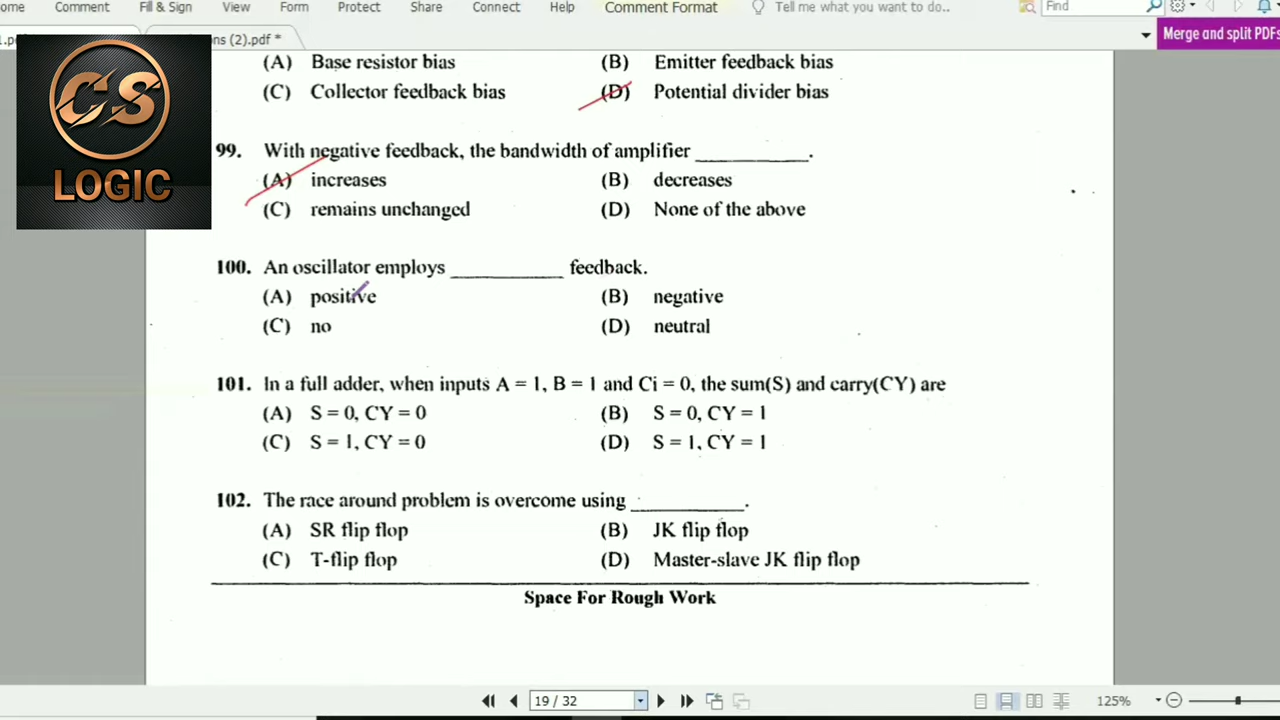 ome Comment Fill & Sign View Form Protect Share Connect Help Comment Format Tell me what you want to do.. Find
1.p ons (2).pdf * Merge and split PDFs
CS
LOGIC
(A) Base resistor bias (B) Emitter feedback bias
(C) Collector feedback bias (D) Potential divider bias
99. With negative feedback, the bandwidth of amplifier __________.
(A) increases (B) decreases
(C) remains unchanged (D) None of the above
100. An oscillator employs __________ feedback.
(A) positive (B) negative
(C) no (D) neutral
101. In a full adder, when inputs A = 1, B = 1 and Ci = 0, the sum(S) and carry(CY) are
(A) S = 0, CY = 0 (B) S = 0, CY = 1
(C) S = 1, CY = 0 (D) S = 1, CY = 1
102. The race around problem is overcome using __________.
(A) SR flip flop (B) JK flip flop
(C) T-flip flop (D) Master-slave JK flip flop
Space For Rough Work
19 / 32 125%